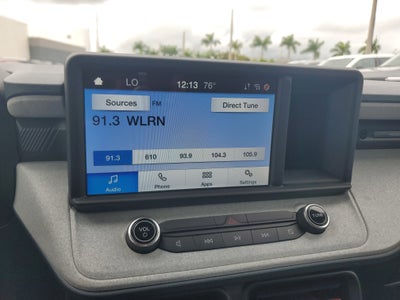 LO 12:13 76°
Sources FM Direct Tune
91.3 WLRN
91.3 610 93.9 104.3 105.9
Audio Phone Apps Settings
VOL TUNE